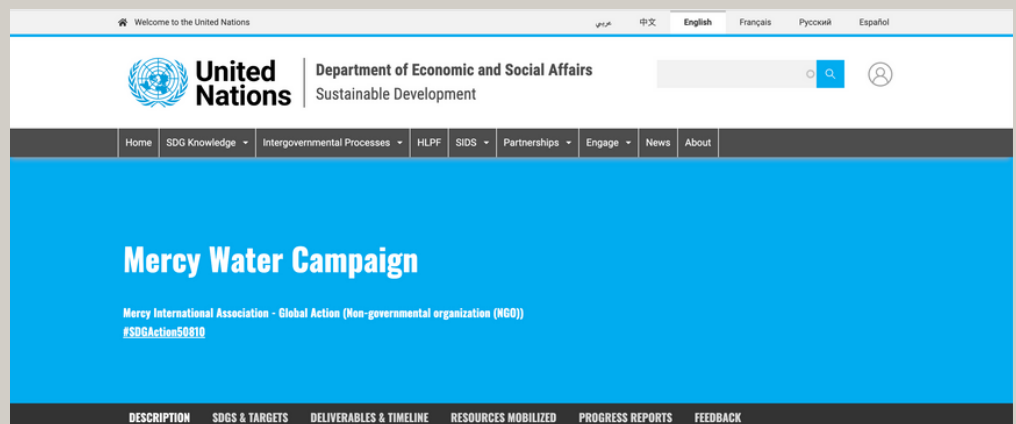 Welcome to the United Nations
عربي 中文 English Français Русский Español
United Nations
Department of Economic and Social Affairs
Sustainable Development
Home SDG Knowledge Intergovernmental Processes HLPF SIDS Partnerships Engage News About
Mercy Water Campaign
Mercy International Association - Global Action (Non-governmental organization (NGO))
#SDGAction50810
DESCRIPTION SDGS & TARGETS DELIVERABLES & TIMELINE RESOURCES MOBILIZED PROGRESS REPORTS FEEDBACK